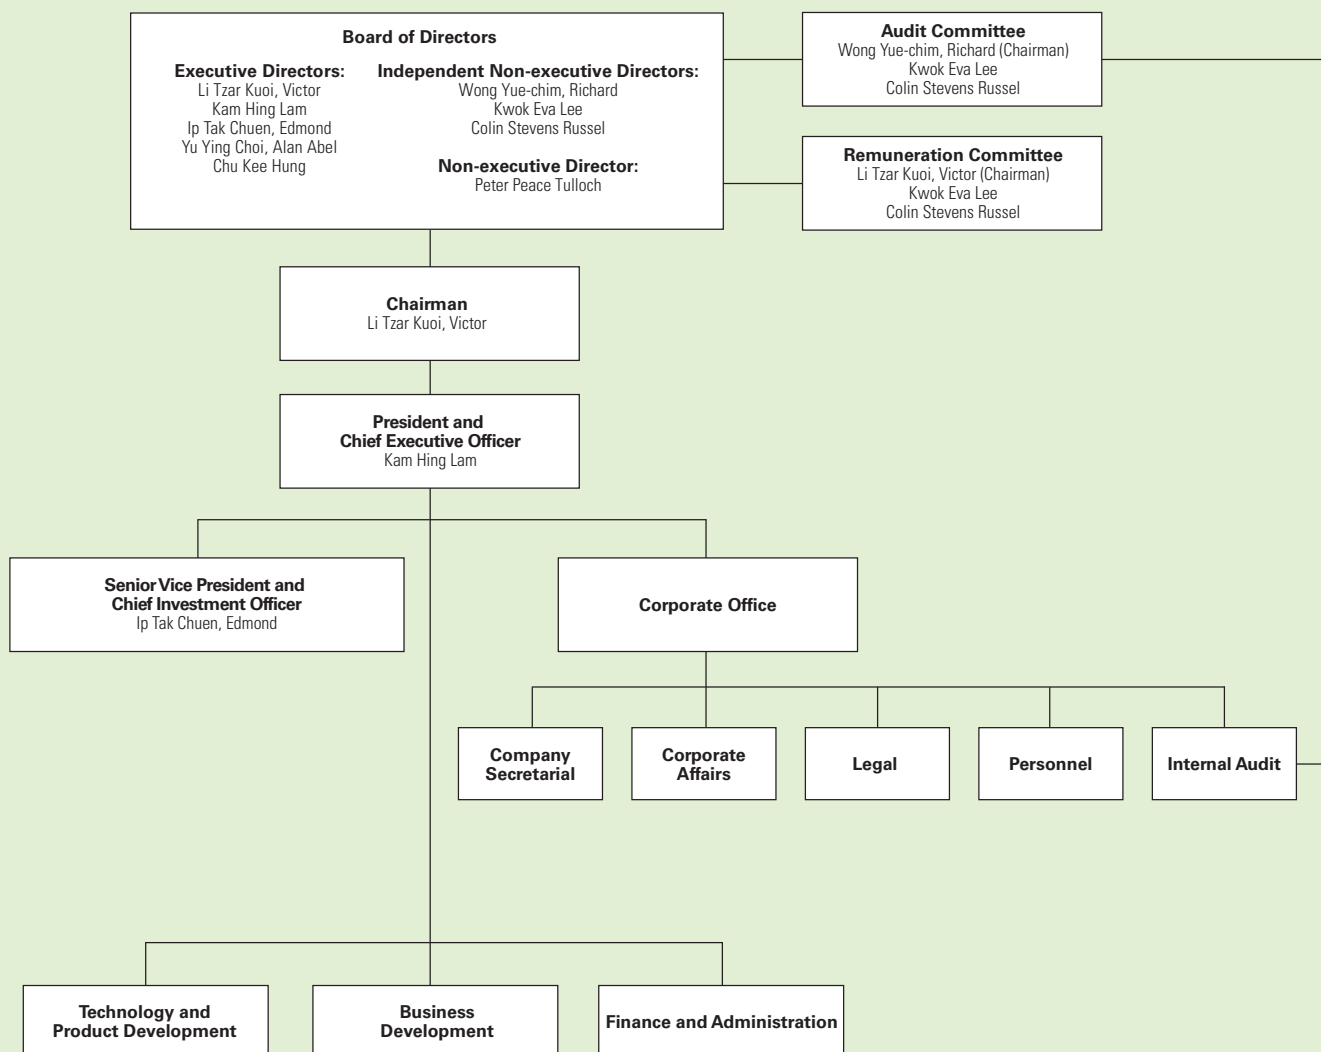 Board of Directors
Executive Directors:
Li Tzar Kuoi, Victor
Kam Hing Lam
Ip Tak Chuen, Edmond
Yu Ying Choi, Alan Abel
Chu Kee Hung
Independent Non-executive Directors:
Wong Yue-chim, Richard
Kwok Eva Lee
Colin Stevens Russel
Non-executive Director:
Peter Peace Tulloch
Audit Committee
Wong Yue-chim, Richard (Chairman)
Kwok Eva Lee
Colin Stevens Russel
Remuneration Committee
Li Tzar Kuoi, Victor (Chairman)
Kwok Eva Lee
Colin Stevens Russel
Chairman
Li Tzar Kuoi, Victor
President and
Chief Executive Officer
Kam Hing Lam
Senior Vice President and
Chief Investment Officer
Ip Tak Chuen, Edmond
Corporate Office
Company
Secretarial
Corporate
Affairs
Legal
Personnel
Internal Audit
Technology and
Product Development
Business
Development
Finance and Administration